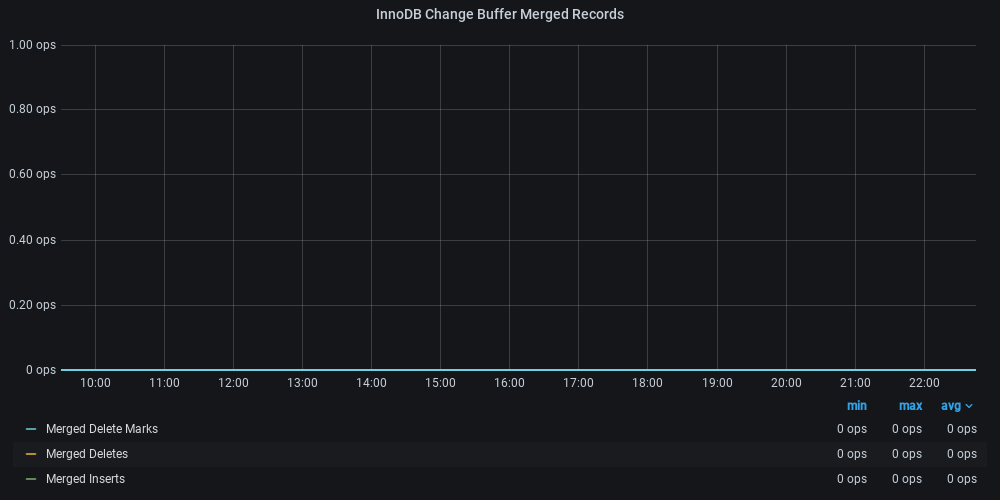 InnoDB Change Buffer Merged Records
1.00 ops
0.80 ops
0.60 ops
0.40 ops
0.20 ops
0 ops
10:00 11:00 12:00 13:00 14:00 15:00 16:00 17:00 18:00 19:00 20:00 21:00 22:00
min max avg
Merged Delete Marks 0 ops 0 ops 0 ops
Merged Deletes 0 ops 0 ops 0 ops
Merged Inserts 0 ops 0 ops 0 ops